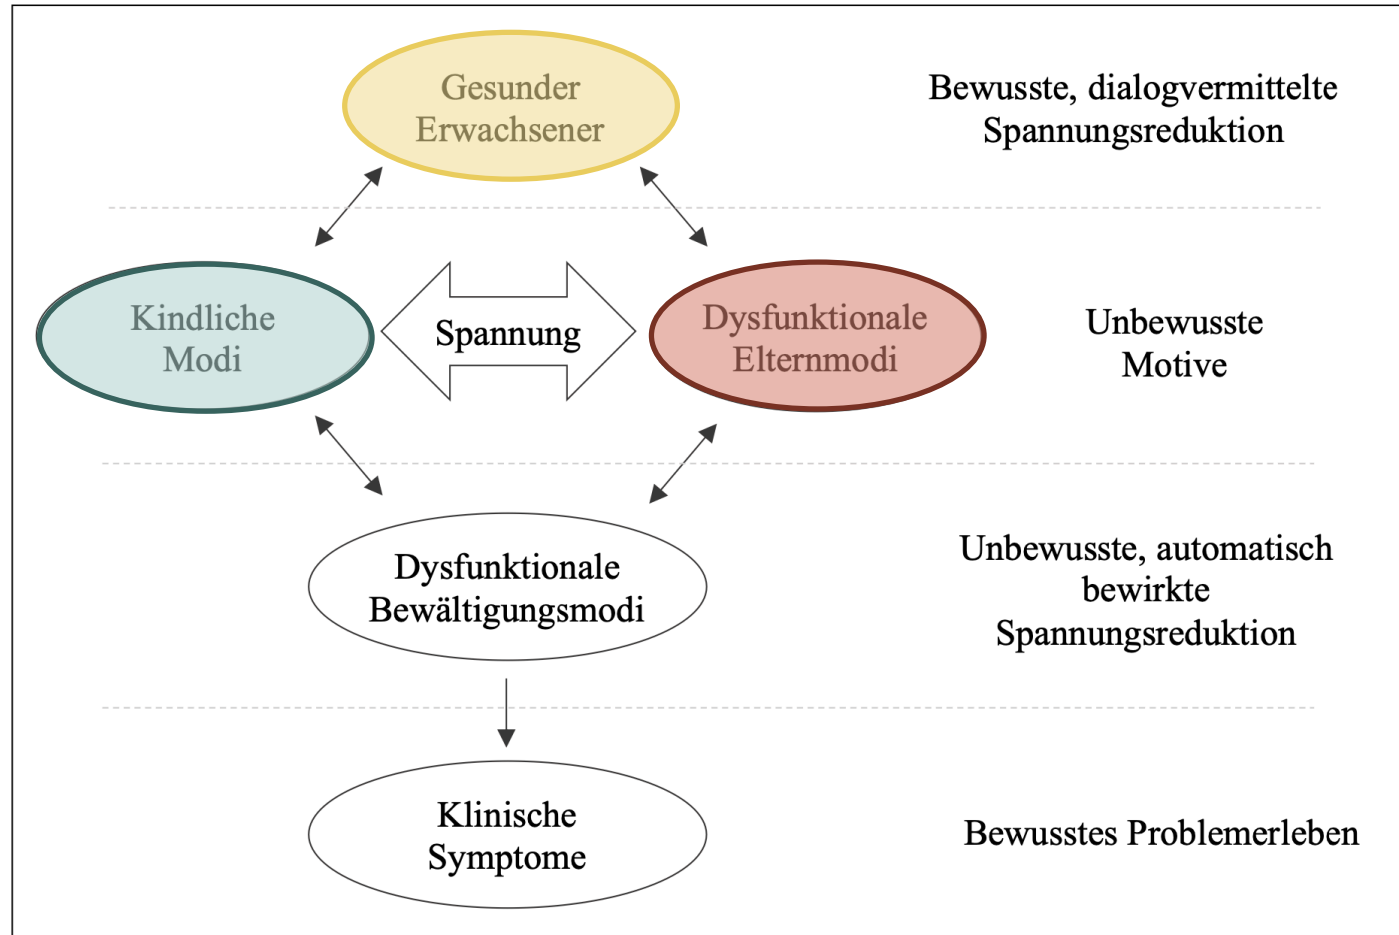 Gesunder
Erwachsener
Bewusste, dialogvermittelte
Spannungsreduktion
Kindliche
Modi
Spannung
Dysfunktionale
Elternmodi
Unbewusste
Motive
Dysfunktionale
Bewältigungsmodi
Unbewusste, automatisch
bewirkte
Spannungsreduktion
Klinische
Symptome
Bewusstes Problemerleben